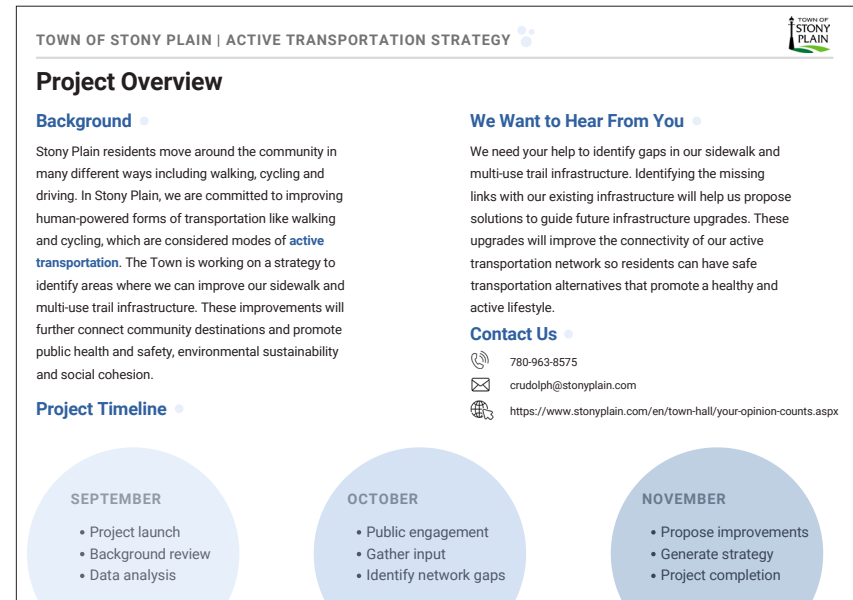 TOWN OF STONY PLAIN | ACTIVE TRANSPORTATION STRATEGY
TOWN OF
STONY
PLAIN
Project Overview
Background
Stony Plain residents move around the community in
many different ways including walking, cycling and
driving. In Stony Plain, we are committed to improving
human-powered forms of transportation like walking
and cycling, which are considered modes of active
transportation. The Town is working on a strategy to
identify areas where we can improve our sidewalk and
multi-use trail infrastructure. These improvements will
further connect community destinations and promote
public health and safety, environmental sustainability
and social cohesion.
We Want to Hear From You
We need your help to identify gaps in our sidewalk and
multi-use trail infrastructure. Identifying the missing
links with our existing infrastructure will help us propose
solutions to guide future infrastructure upgrades. These
upgrades will improve the connectivity of our active
transportation network so residents can have safe
transportation alternatives that promote a healthy and
active lifestyle.
Contact Us
780-963-8575
crudolph@stonyplain.com
https://www.stonyplain.com/en/town-hall/your-opinion-counts.aspx
Project Timeline
SEPTEMBER
• Project launch
• Background review
• Data analysis
OCTOBER
• Public engagement
• Gather input
• Identify network gaps
NOVEMBER
• Propose improvements
• Generate strategy
• Project completion